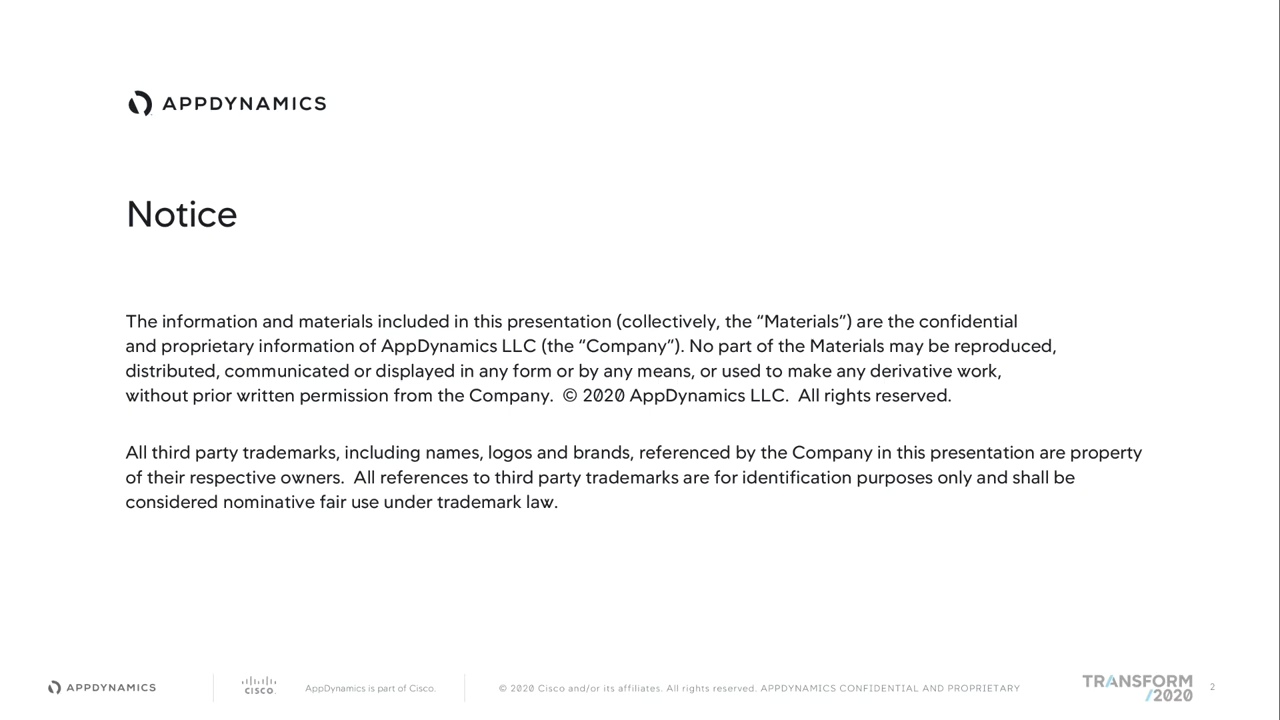 APPDYNAMICS
Notice
The information and materials included in this presentation (collectively, the “Materials”) are the confidential
and proprietary information of AppDynamics LLC (the “Company”). No part of the Materials may be reproduced,
distributed, communicated or displayed in any form or by any means, or used to make any derivative work,
without prior written permission from the Company.  © 2020 AppDynamics LLC.  All rights reserved.
All third party trademarks, including names, logos and brands, referenced by the Company in this presentation are property
of their respective owners.  All references to third party trademarks are for identification purposes only and shall be
considered nominative fair use under trademark law.
APPDYNAMICS
CISCO
AppDynamics is part of Cisco.
© 2020 Cisco and/or its affiliates. All rights reserved. APPDYNAMICS CONFIDENTIAL AND PROPRIETARY
TRANSFORM
/2020
2